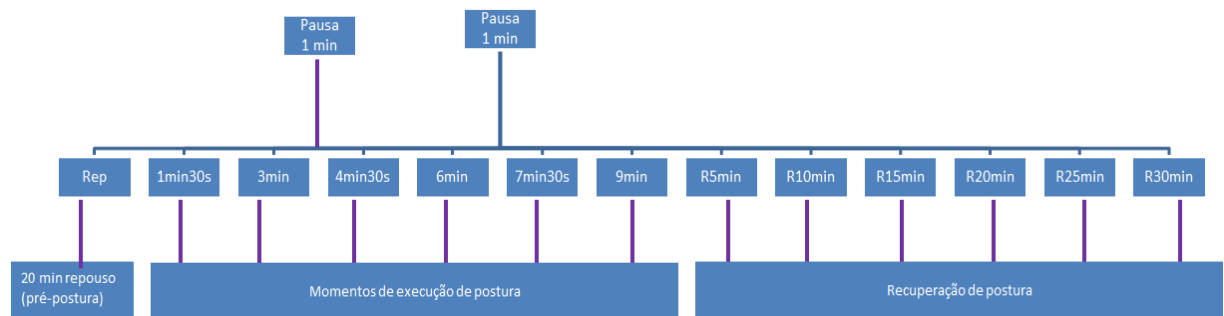 Pausa
1 min
Pausa
1 min
Rep
1min30s
3min
4min30s
6min
7min30s
9min
R5min
R10min
R15min
R20min
R25min
R30min
20 min repouso
(pré-postura)
Momentos de execução de postura
Recuperação de postura